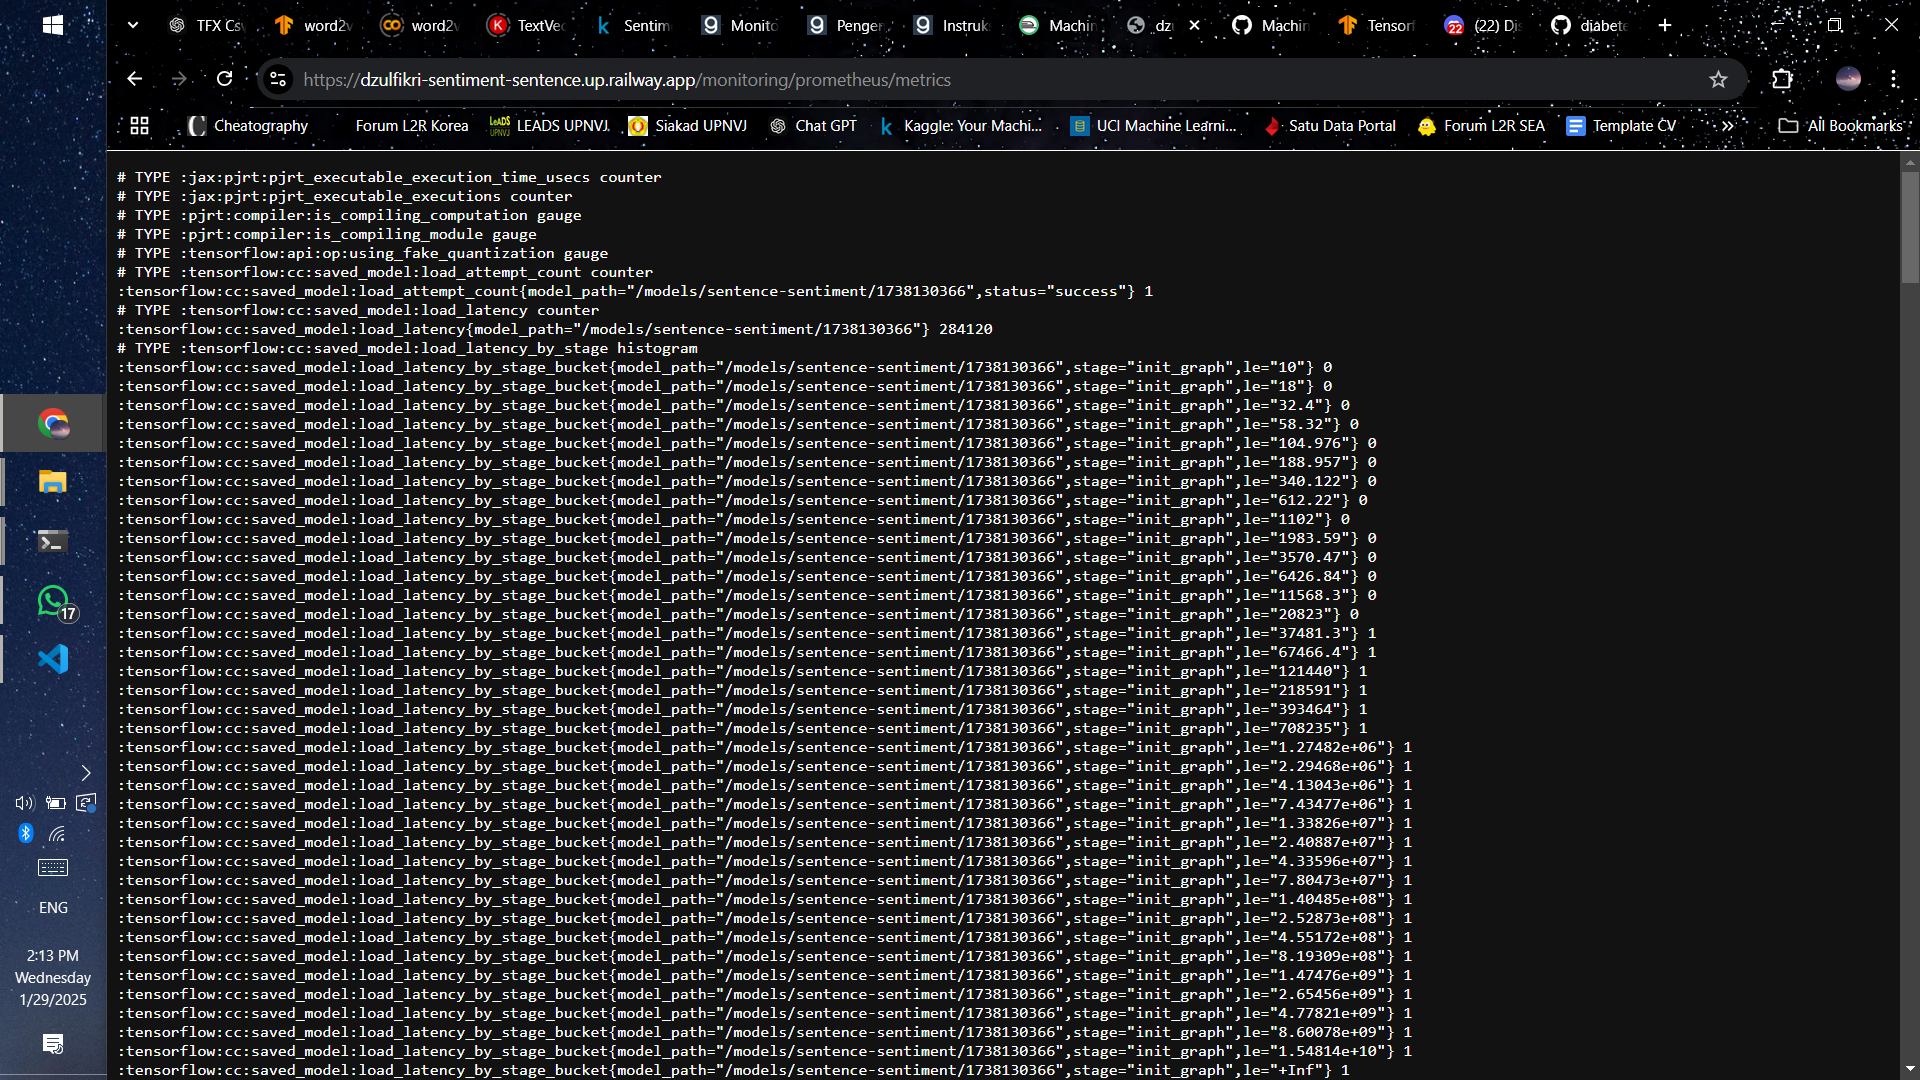 TFX Cs
word2v
word2v
TextVec
Sentim
Monito
Pengen
Instruk
Machin
dz
Machin
Tensorf
22
(22) Di
diabete
https://dzulfikri-sentiment-sentence.up.railway.app/monitoring/prometheus/metrics
Cheatography
Forum L2R Korea
LEADS UPNVJ
LEADS UPNVJ
Siakad UPNVJ
Chat GPT
Kaggle: Your Machi...
UCI Machine Learni...
Satu Data Portal
Forum L2R SEA
Template CV
All Bookmarks
# TYPE :jax:pjrt:pjrt_executable_execution_time_usecs counter
# TYPE :jax:pjrt:pjrt_executable_executions counter
# TYPE :pjrt:compiler:is_compiling_computation gauge
# TYPE :pjrt:compiler:is_compiling_module gauge
# TYPE :tensorflow:api:op:using_fake_quantization gauge
# TYPE :tensorflow:cc:saved_model:load_attempt_count counter
:tensorflow:cc:saved_model:load_attempt_count{model_path="/models/sentence-sentiment/1738130366",status="success"} 1
# TYPE :tensorflow:cc:saved_model:load_latency counter
:tensorflow:cc:saved_model:load_latency{model_path="/models/sentence-sentiment/1738130366"} 284120
# TYPE :tensorflow:cc:saved_model:load_latency_by_stage histogram
:tensorflow:cc:saved_model:load_latency_by_stage_bucket{model_path="/models/sentence-sentiment/1738130366",stage="init_graph",le="10"} 0
:tensorflow:cc:saved_model:load_latency_by_stage_bucket{model_path="/models/sentence-sentiment/1738130366",stage="init_graph",le="18"} 0
:tensorflow:cc:saved_model:load_latency_by_stage_bucket{model_path="/models/sentence-sentiment/1738130366",stage="init_graph",le="32.4"} 0
:tensorflow:cc:saved_model:load_latency_by_stage_bucket{model_path="/models/sentence-sentiment/1738130366",stage="init_graph",le="58.32"} 0
:tensorflow:cc:saved_model:load_latency_by_stage_bucket{model_path="/models/sentence-sentiment/1738130366",stage="init_graph",le="104.976"} 0
:tensorflow:cc:saved_model:load_latency_by_stage_bucket{model_path="/models/sentence-sentiment/1738130366",stage="init_graph",le="188.957"} 0
:tensorflow:cc:saved_model:load_latency_by_stage_bucket{model_path="/models/sentence-sentiment/1738130366",stage="init_graph",le="340.122"} 0
:tensorflow:cc:saved_model:load_latency_by_stage_bucket{model_path="/models/sentence-sentiment/1738130366",stage="init_graph",le="612.22"} 0
:tensorflow:cc:saved_model:load_latency_by_stage_bucket{model_path="/models/sentence-sentiment/1738130366",stage="init_graph",le="1102"} 0
:tensorflow:cc:saved_model:load_latency_by_stage_bucket{model_path="/models/sentence-sentiment/1738130366",stage="init_graph",le="1983.59"} 0
:tensorflow:cc:saved_model:load_latency_by_stage_bucket{model_path="/models/sentence-sentiment/1738130366",stage="init_graph",le="3570.47"} 0
:tensorflow:cc:saved_model:load_latency_by_stage_bucket{model_path="/models/sentence-sentiment/1738130366",stage="init_graph",le="6426.84"} 0
:tensorflow:cc:saved_model:load_latency_by_stage_bucket{model_path="/models/sentence-sentiment/1738130366",stage="init_graph",le="11568.3"} 0
:tensorflow:cc:saved_model:load_latency_by_stage_bucket{model_path="/models/sentence-sentiment/1738130366",stage="init_graph",le="20823"} 0
:tensorflow:cc:saved_model:load_latency_by_stage_bucket{model_path="/models/sentence-sentiment/1738130366",stage="init_graph",le="37481.3"} 1
:tensorflow:cc:saved_model:load_latency_by_stage_bucket{model_path="/models/sentence-sentiment/1738130366",stage="init_graph",le="67466.4"} 1
:tensorflow:cc:saved_model:load_latency_by_stage_bucket{model_path="/models/sentence-sentiment/1738130366",stage="init_graph",le="121440"} 1
:tensorflow:cc:saved_model:load_latency_by_stage_bucket{model_path="/models/sentence-sentiment/1738130366",stage="init_graph",le="218591"} 1
:tensorflow:cc:saved_model:load_latency_by_stage_bucket{model_path="/models/sentence-sentiment/1738130366",stage="init_graph",le="393464"} 1
:tensorflow:cc:saved_model:load_latency_by_stage_bucket{model_path="/models/sentence-sentiment/1738130366",stage="init_graph",le="708235"} 1
:tensorflow:cc:saved_model:load_latency_by_stage_bucket{model_path="/models/sentence-sentiment/1738130366",stage="init_graph",le="1.27482e+06"} 1
:tensorflow:cc:saved_model:load_latency_by_stage_bucket{model_path="/models/sentence-sentiment/1738130366",stage="init_graph",le="2.29468e+06"} 1
:tensorflow:cc:saved_model:load_latency_by_stage_bucket{model_path="/models/sentence-sentiment/1738130366",stage="init_graph",le="4.13043e+06"} 1
:tensorflow:cc:saved_model:load_latency_by_stage_bucket{model_path="/models/sentence-sentiment/1738130366",stage="init_graph",le="7.43477e+06"} 1
:tensorflow:cc:saved_model:load_latency_by_stage_bucket{model_path="/models/sentence-sentiment/1738130366",stage="init_graph",le="1.33826e+07"} 1
:tensorflow:cc:saved_model:load_latency_by_stage_bucket{model_path="/models/sentence-sentiment/1738130366",stage="init_graph",le="2.40887e+07"} 1
:tensorflow:cc:saved_model:load_latency_by_stage_bucket{model_path="/models/sentence-sentiment/1738130366",stage="init_graph",le="4.33596e+07"} 1
:tensorflow:cc:saved_model:load_latency_by_stage_bucket{model_path="/models/sentence-sentiment/1738130366",stage="init_graph",le="7.80473e+07"} 1
:tensorflow:cc:saved_model:load_latency_by_stage_bucket{model_path="/models/sentence-sentiment/1738130366",stage="init_graph",le="1.40485e+08"} 1
:tensorflow:cc:saved_model:load_latency_by_stage_bucket{model_path="/models/sentence-sentiment/1738130366",stage="init_graph",le="2.52873e+08"} 1
:tensorflow:cc:saved_model:load_latency_by_stage_bucket{model_path="/models/sentence-sentiment/1738130366",stage="init_graph",le="4.55172e+08"} 1
:tensorflow:cc:saved_model:load_latency_by_stage_bucket{model_path="/models/sentence-sentiment/1738130366",stage="init_graph",le="8.19309e+08"} 1
:tensorflow:cc:saved_model:load_latency_by_stage_bucket{model_path="/models/sentence-sentiment/1738130366",stage="init_graph",le="1.47476e+09"} 1
:tensorflow:cc:saved_model:load_latency_by_stage_bucket{model_path="/models/sentence-sentiment/1738130366",stage="init_graph",le="2.65456e+09"} 1
:tensorflow:cc:saved_model:load_latency_by_stage_bucket{model_path="/models/sentence-sentiment/1738130366",stage="init_graph",le="4.77821e+09"} 1
:tensorflow:cc:saved_model:load_latency_by_stage_bucket{model_path="/models/sentence-sentiment/1738130366",stage="init_graph",le="8.60078e+09"} 1
:tensorflow:cc:saved_model:load_latency_by_stage_bucket{model_path="/models/sentence-sentiment/1738130366",stage="init_graph",le="1.54814e+10"} 1
:tensorflow:cc:saved_model:load_latency_by_stage_bucket{model_path="/models/sentence-sentiment/1738130366",stage="init_graph",le="+Inf"} 1
17
ENG
2:13 PM
Wednesday
1/29/2025